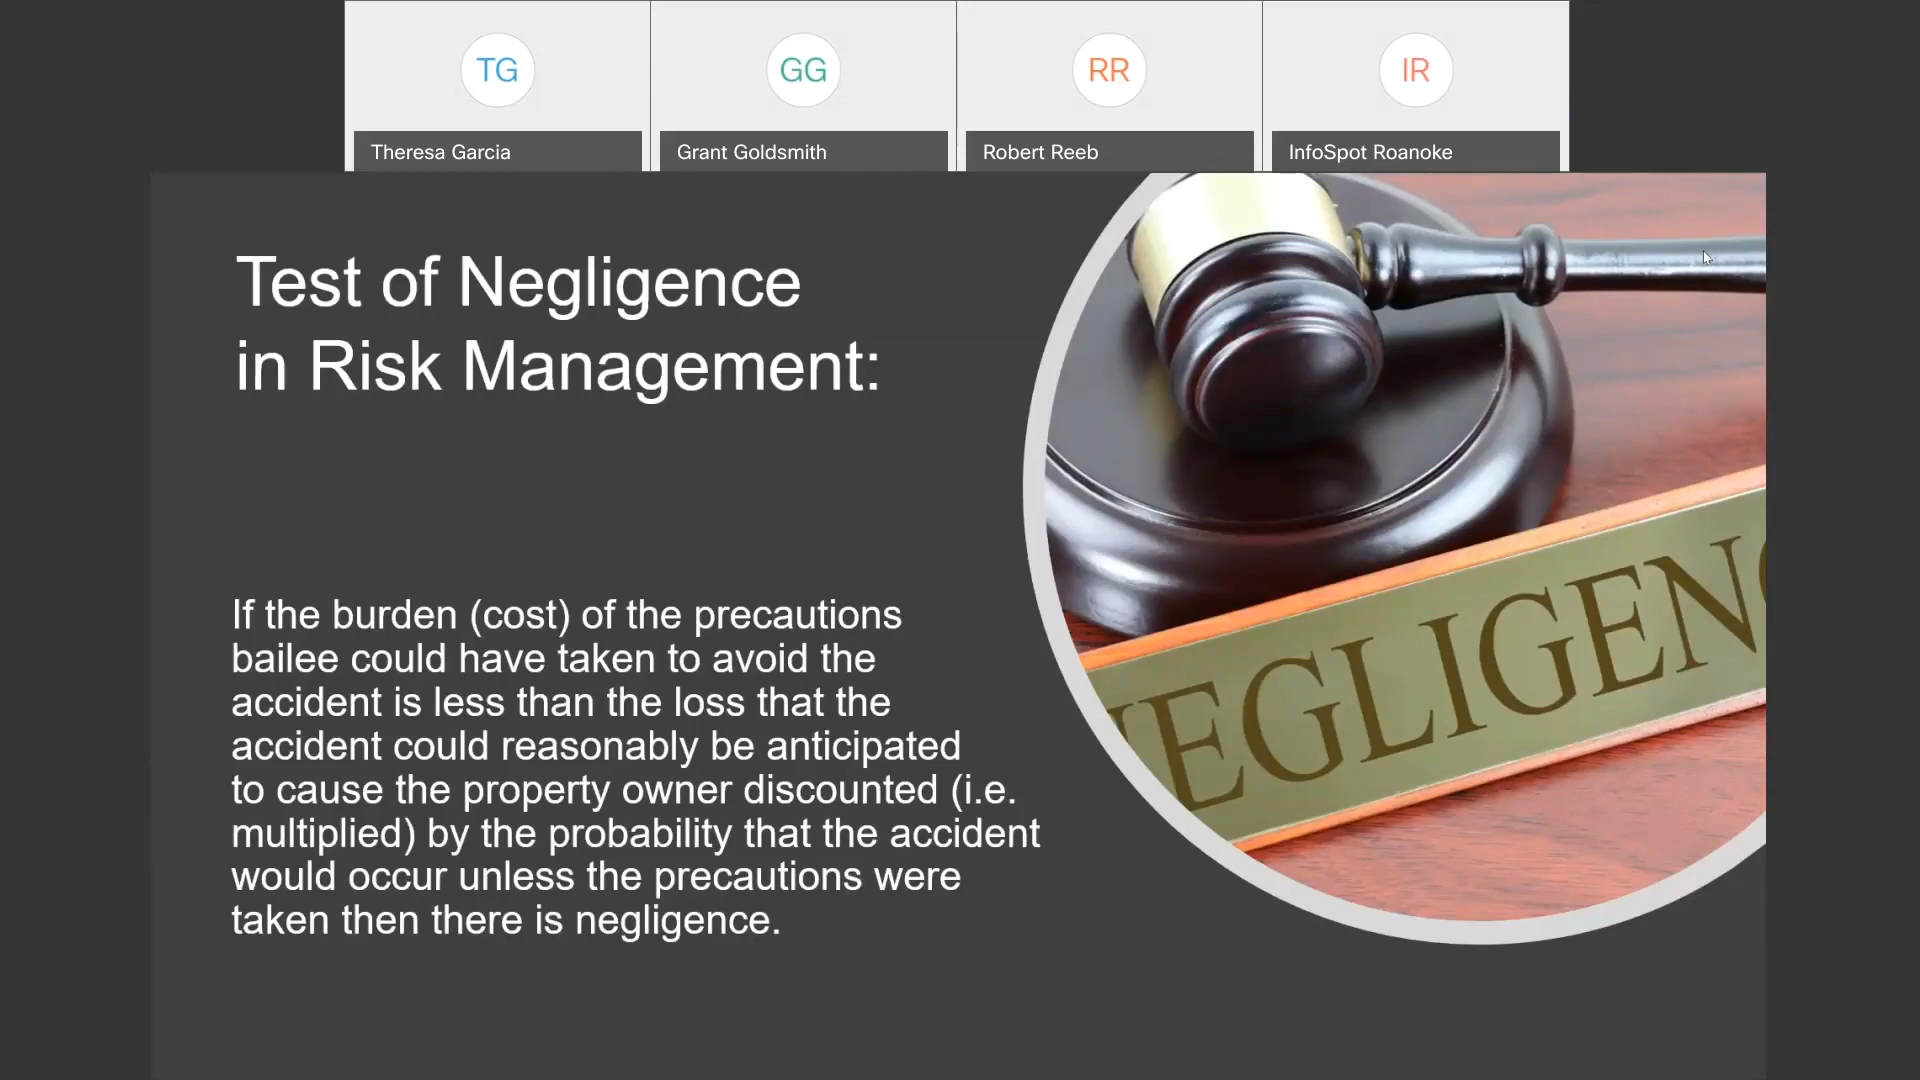 TG
GG
RR
IR
Theresa Garcia
Grant Goldsmith
Robert Reeb
InfoSpot Roanoke
Test of Negligence
in Risk Management:
If the burden (cost) of the precautions
bailee could have taken to avoid the
accident is less than the loss that the
accident could reasonably be anticipated
to cause the property owner discounted (i.e.
multiplied) by the probability that the accident
would occur unless the precautions were
taken then there is negligence.
NEGLIGENC